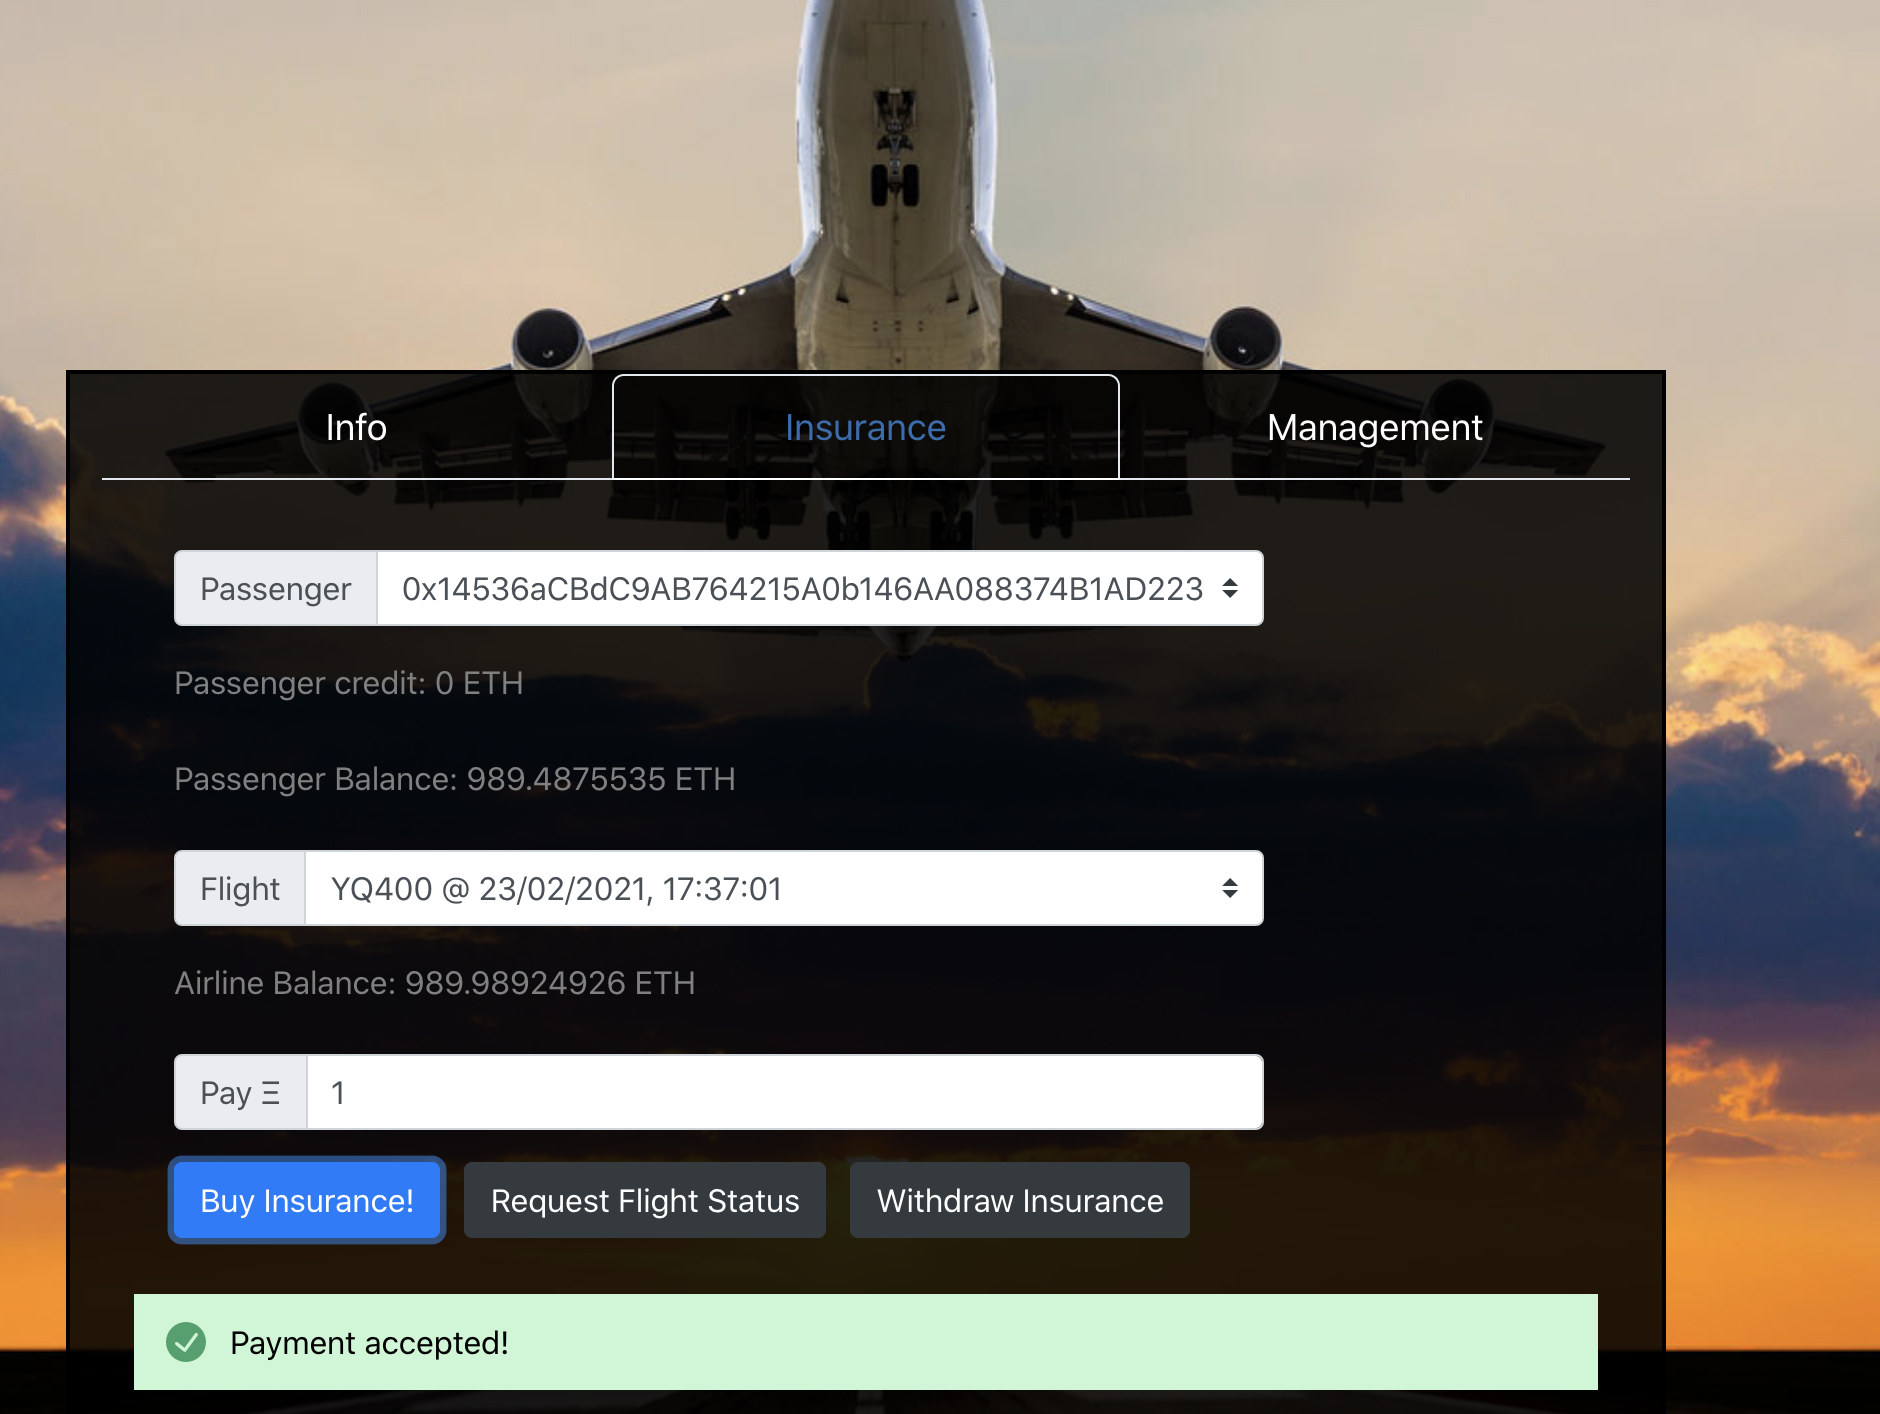 Info
Insurance
Management
Passenger 0x14536aCBdC9AB764215A0b146AA088374B1AD223
Passenger credit: 0 ETH
Passenger Balance: 989.4875535 ETH
Flight YQ400 @ 23/02/2021, 17:37:01
Airline Balance: 989.98924926 ETH
Pay Ξ 1
Buy Insurance! Request Flight Status Withdraw Insurance
Payment accepted!